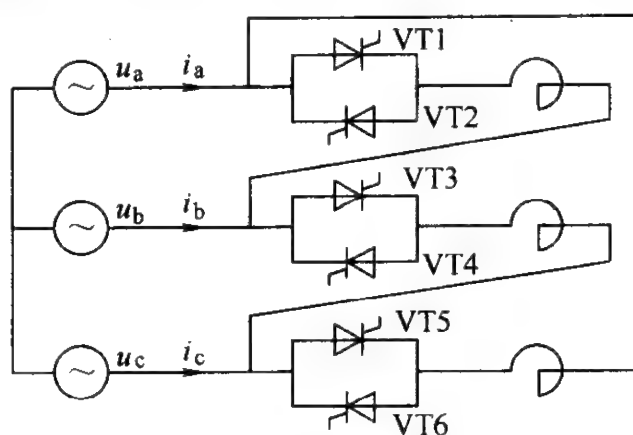 VT1
u_a i_a
VT2
VT3
u_b i_b
VT4
VT5
u_c i_c
VT6